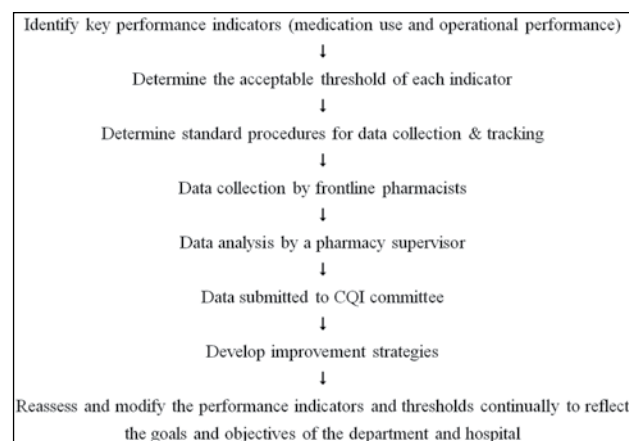 Identify key performance indicators (medication use and operational performance)
↓
Determine the acceptable threshold of each indicator
↓
Determine standard procedures for data collection & tracking
↓
Data collection by frontline pharmacists
↓
Data analysis by a pharmacy supervisor
↓
Data submitted to CQI committee
↓
Develop improvement strategies
↓
Reassess and modify the performance indicators and thresholds continually to reflect
the goals and objectives of the department and hospital